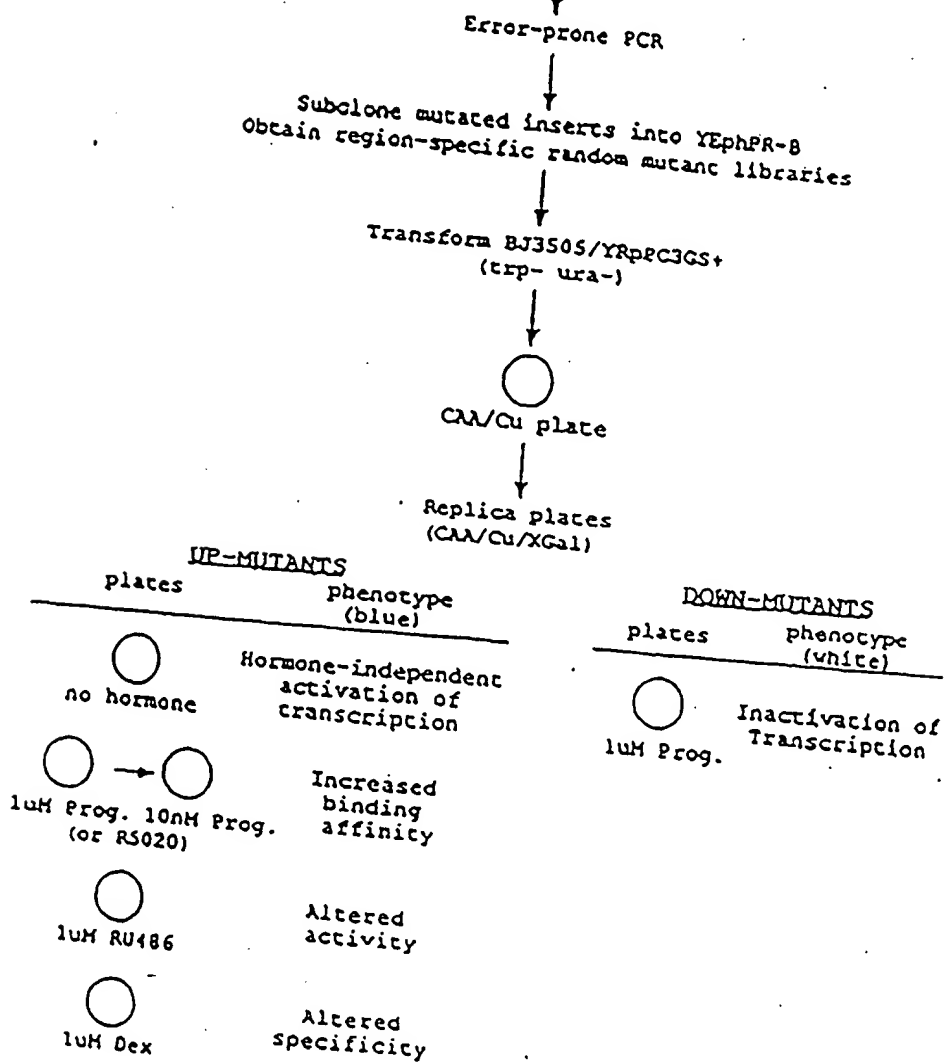 Error-prone PCR
Subclone mutated inserts into YEphPR-B
Obtain region-specific random mutant libraries
Transform BJ3505/YRpPC3GS+
(trp- ura-)
CAA/Cu plate
Replica plates
(CAA/Cu/XGal)
UP-MUTANTS
plates phenotype
(blue)
no hormone
Hormone-independent
activation of
transcription
1uM Prog. 10nM Prog.
(or R5020)
Increased
binding
affinity
1uM RU486
Altered
activity
1uM Dex
Altered
specificity
DOWN-MUTANTS
plates phenotype
(white)
1uM Prog.
Inactivation of
Transcription